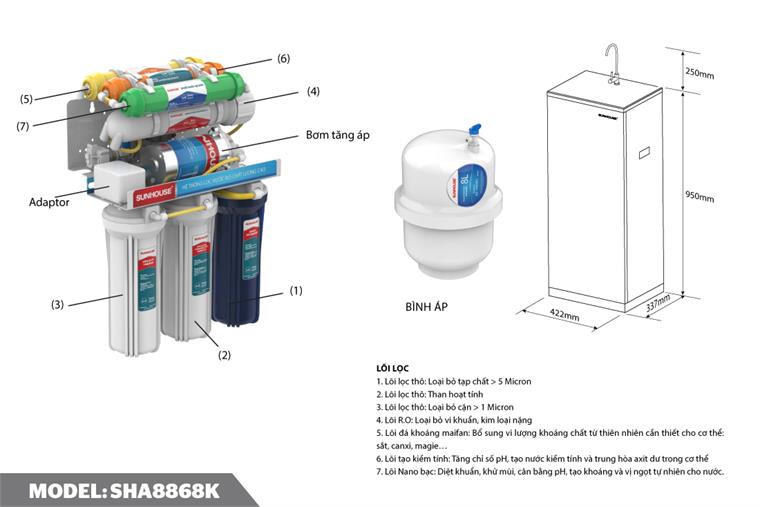 (6)
(5)
(4)
(7)
Bơm tăng áp
SUNHOUSE
SUNHOUSE
HỆ THỐNG LỌC NƯỚC RO CHẤT LƯỢNG CAO
Adaptor
(3)
(1)
(2)
SUNHOUSE
8L
BÌNH ÁP
SUNHOUSE
250mm
950mm
422mm
337mm
LÕI LỌC
1. Lõi lọc thô: Loại bỏ tạp chất > 5 Micron
2. Lõi lọc thô: Than hoạt tính
3. Lõi lọc thô: Loại bỏ cặn > 1 Micron
4. Lõi R.O: Loại bỏ vi khuẩn, kim loại nặng
5. Lõi đá khoáng maifan: Bổ sung vi lượng khoáng chất từ thiên nhiên cần thiết cho cơ thể:
sắt, canxi, magie…
6. Lõi tạo kiềm tính: Tăng chỉ số pH, tạo nước kiềm tính và trung hòa axit dư trong cơ thể
7. Lõi Nano bạc: Diệt khuẩn, khử mùi, cân bằng pH, tạo khoáng và vị ngọt tự nhiên cho nước.
MODEL: SHA8868K